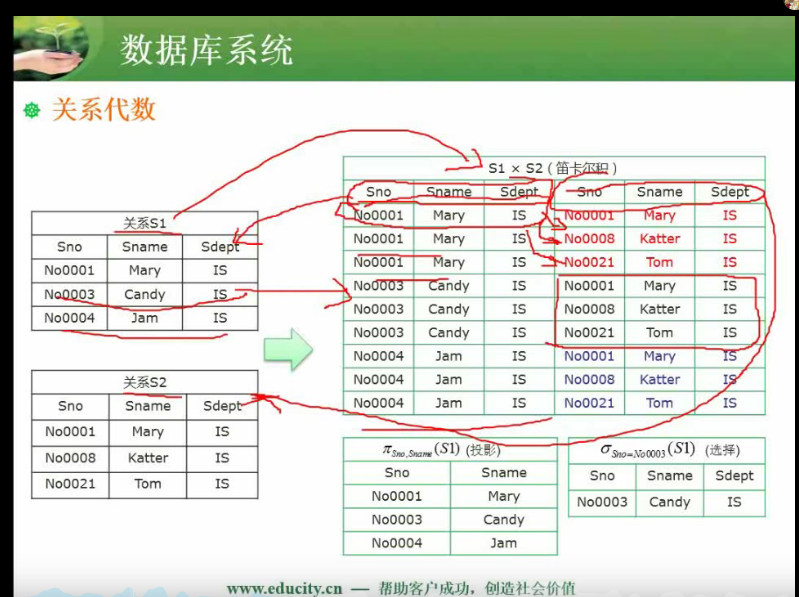 数据库系统
关系代数
关系S1
Sno Sname Sdept
No0001 Mary IS
No0003 Candy IS
No0004 Jam IS
关系S2
Sno Sname Sdept
No0001 Mary IS
No0008 Katter IS
No0021 Tom IS
S1 × S2（笛卡尔积）
Sno Sname Sdept Sno Sname Sdept
No0001 Mary IS No0001 Mary IS
No0001 Mary IS No0008 Katter IS
No0001 Mary IS No0021 Tom IS
No0003 Candy IS No0001 Mary IS
No0003 Candy IS No0008 Katter IS
No0003 Candy IS No0021 Tom IS
No0004 Jam IS No0001 Mary IS
No0004 Jam IS No0008 Katter IS
No0004 Jam IS No0021 Tom IS
π Sno,Sname (S1) (投影)
Sno Sname
No0001 Mary
No0003 Candy
No0004 Jam
σ Sno=No0003 (S1) (选择)
Sno Sname Sdept
No0003 Candy IS
www.educity.cn — 帮助客户成功，创造社会价值